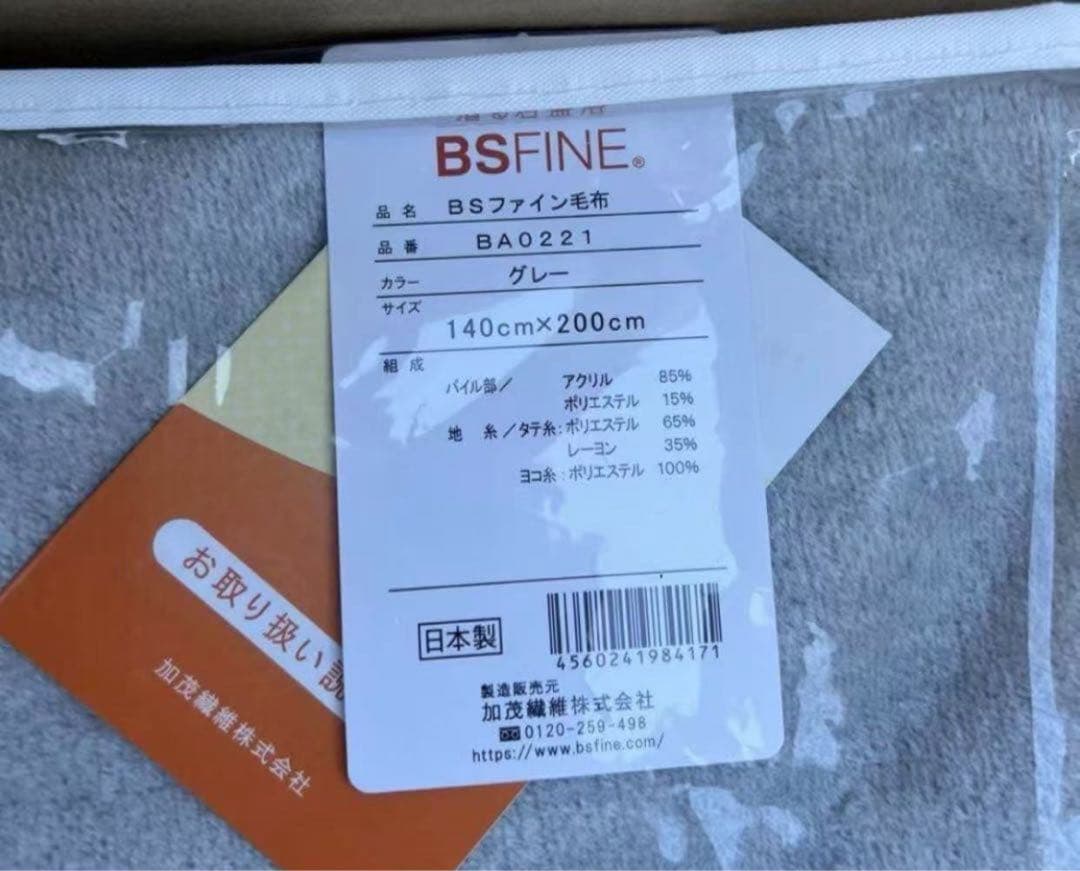 BSFINE®
品名 BSファイン毛布
品番 BA0221
カラー グレー
サイズ
140cm×200cm
組成
パイル部/ アクリル 85%
ポリエステル 15%
地 糸/タテ糸:ポリエステル 65%
レーヨン 35%
ヨコ糸:ポリエステル 100%
日本製
4560241984171
製造販売元
加茂繊維株式会社
0120-259-498
https://www.bsfine.com/
お取り扱い説
加茂繊維株式会社